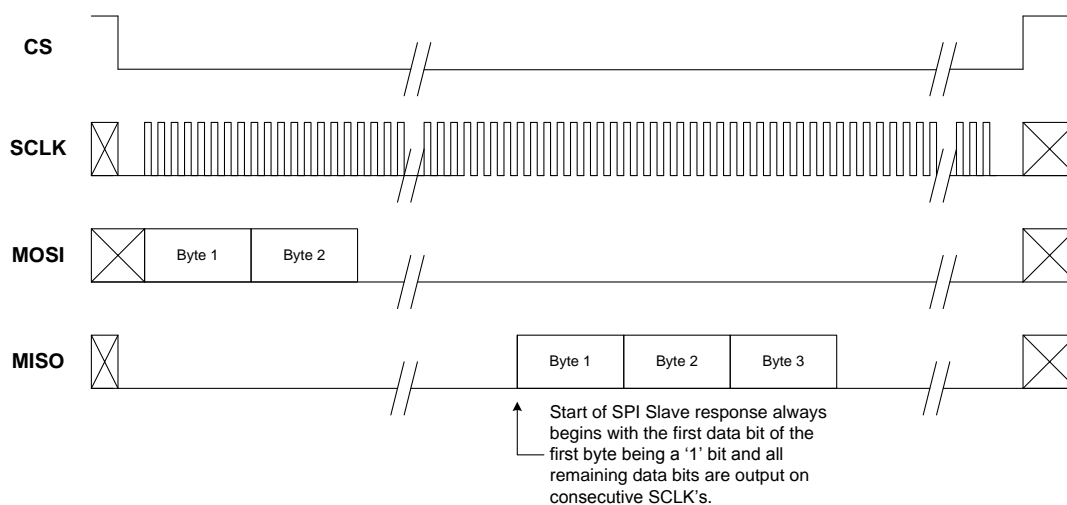 CS
SCLK
MOSI
Byte 1
Byte 2
MISO
Byte 1
Byte 2
Byte 3
Start of SPI Slave response always
begins with the first data bit of the
first byte being a ‘1’ bit and all
remaining data bits are output on
consecutive SCLK’s.